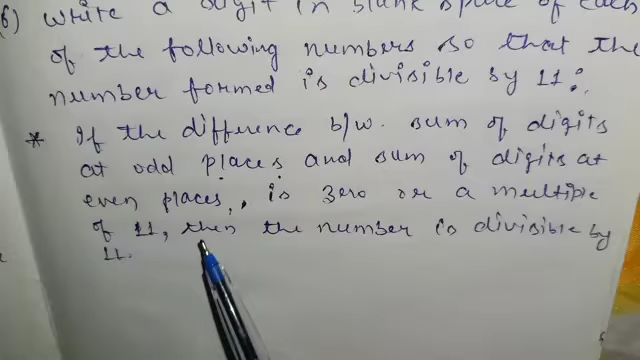 6) Write a digit in blank space of each
of the following numbers so that the
number formed is divisible by 11:
* If the difference b/w. sum of digits
at odd places and sum of digits at
even places, is zero or a multiple
of 11, then the number is divisible by
11.